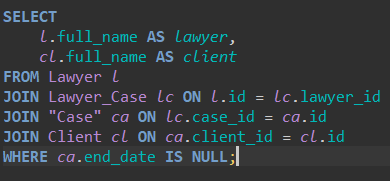 SELECT
l.full_name AS lawyer,
cl.full_name AS client
FROM Lawyer l
JOIN Lawyer_Case lc ON l.id = lc.lawyer_id
JOIN "Case" ca ON lc.case_id = ca.id
JOIN Client cl ON ca.client_id = cl.id
WHERE ca.end_date IS NULL;